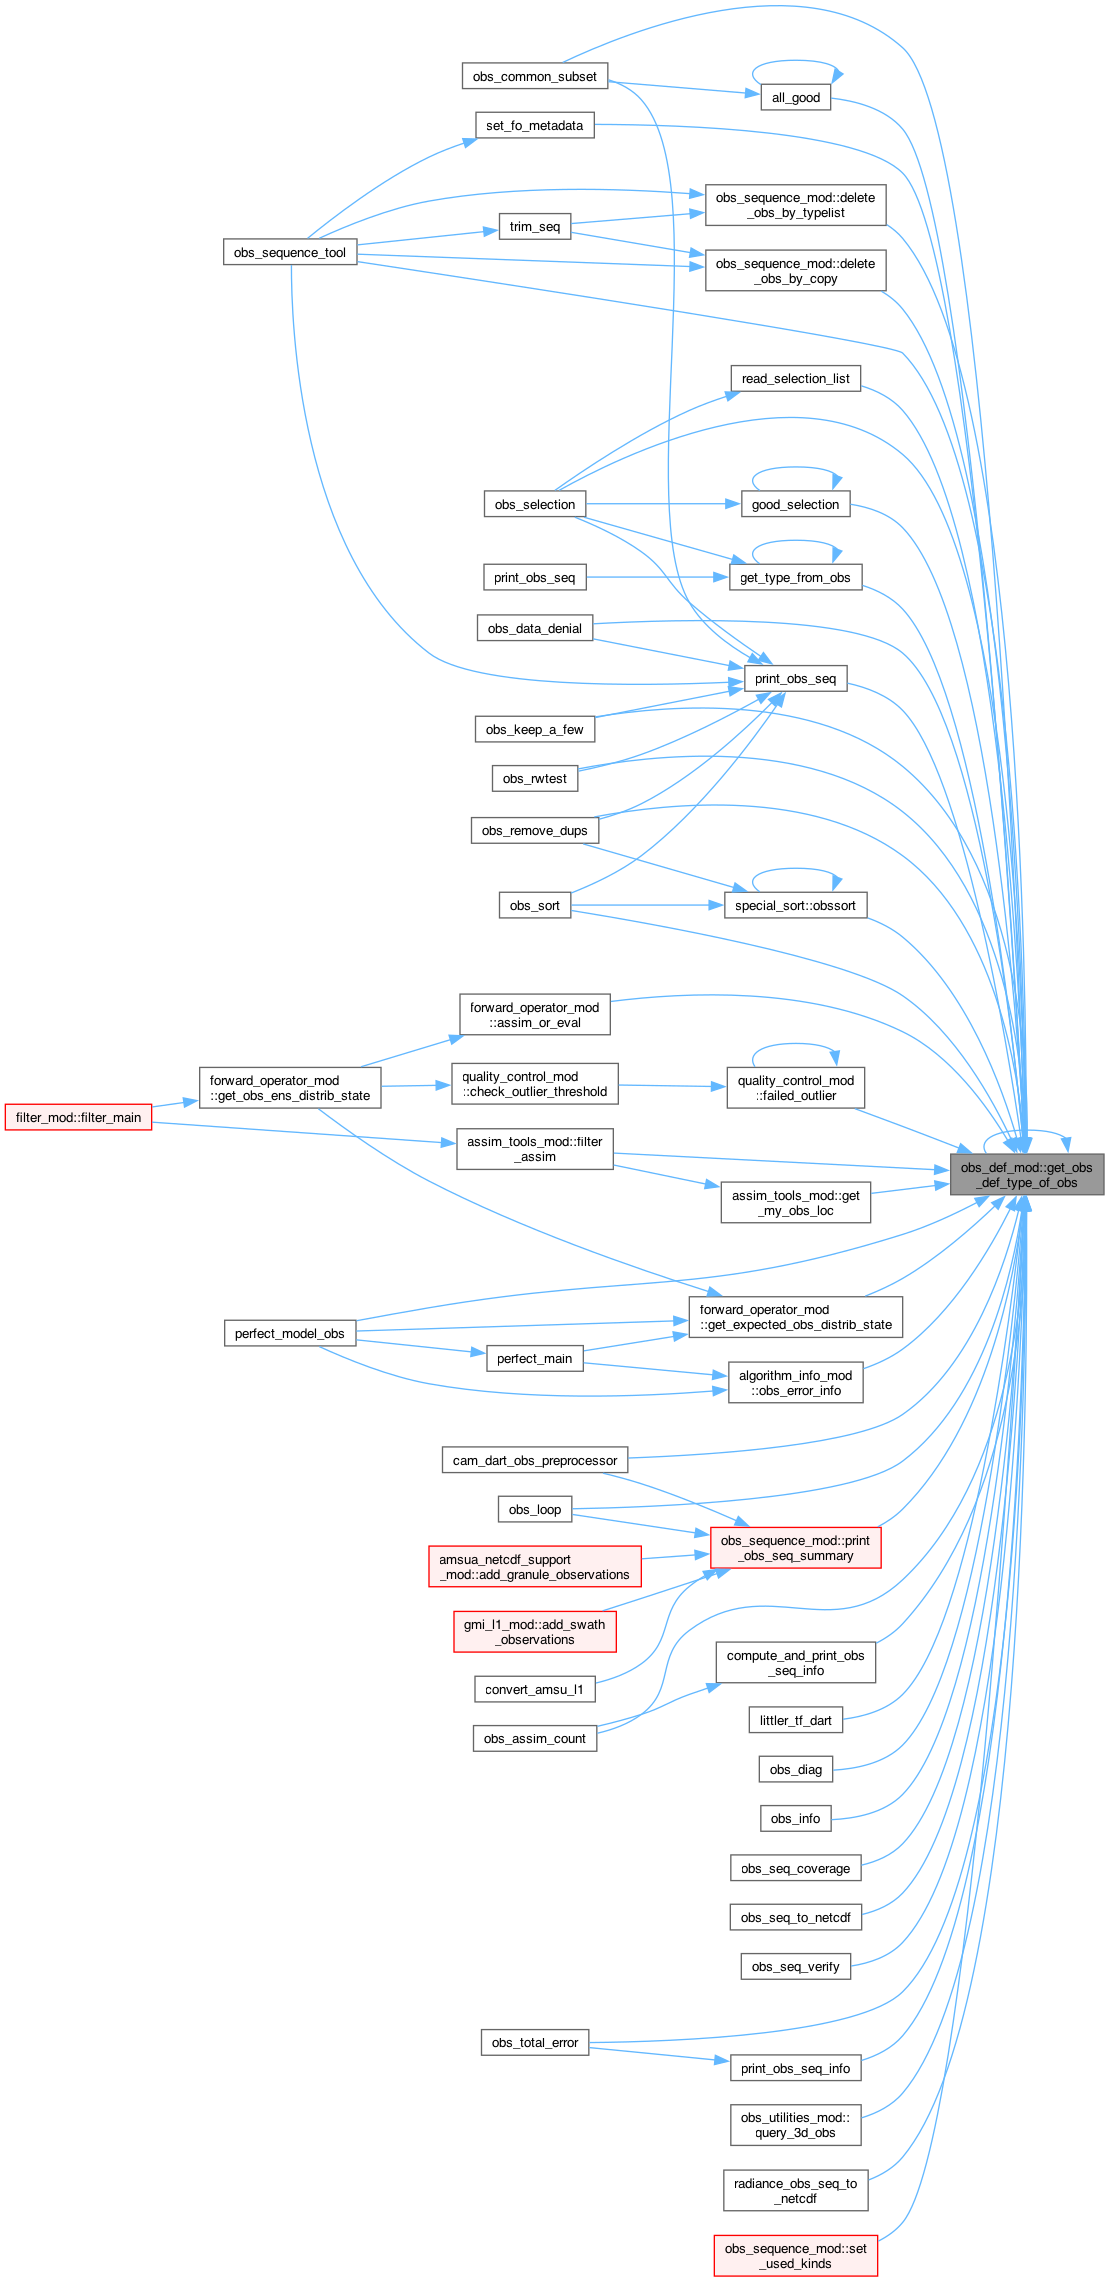 obs_common_subset
all_good
set_fo_metadata
obs_sequence_mod::delete
_obs_by_typelist
trim_seq
obs_sequence_tool
obs_sequence_mod::delete
_obs_by_copy
read_selection_list
obs_selection
good_selection
print_obs_seq
get_type_from_obs
obs_data_denial
print_obs_seq
obs_keep_a_few
obs_rwtest
obs_remove_dups
obs_sort
special_sort::obssort
forward_operator_mod
::assim_or_eval
forward_operator_mod
::get_obs_ens_distrib_state
quality_control_mod
::check_outlier_threshold
quality_control_mod
::failed_outlier
filter_mod::filter_main
assim_tools_mod::filter
_assim
obs_def_mod::get_obs
_def_type_of_obs
assim_tools_mod::get
_my_obs_loc
forward_operator_mod
::get_expected_obs_distrib_state
perfect_model_obs
perfect_main
algorithm_info_mod
::obs_error_info
cam_dart_obs_preprocessor
obs_loop
obs_sequence_mod::print
_obs_seq_summary
amsua_netcdf_support
_mod::add_granule_observations
gmi_l1_mod::add_swath
_observations
compute_and_print_obs
_seq_info
convert_amsu_l1
littler_tf_dart
obs_assim_count
obs_diag
obs_info
obs_seq_coverage
obs_seq_to_netcdf
obs_seq_verify
obs_total_error
print_obs_seq_info
obs_utilities_mod::
query_3d_obs
radiance_obs_seq_to
_netcdf
obs_sequence_mod::set
_used_kinds